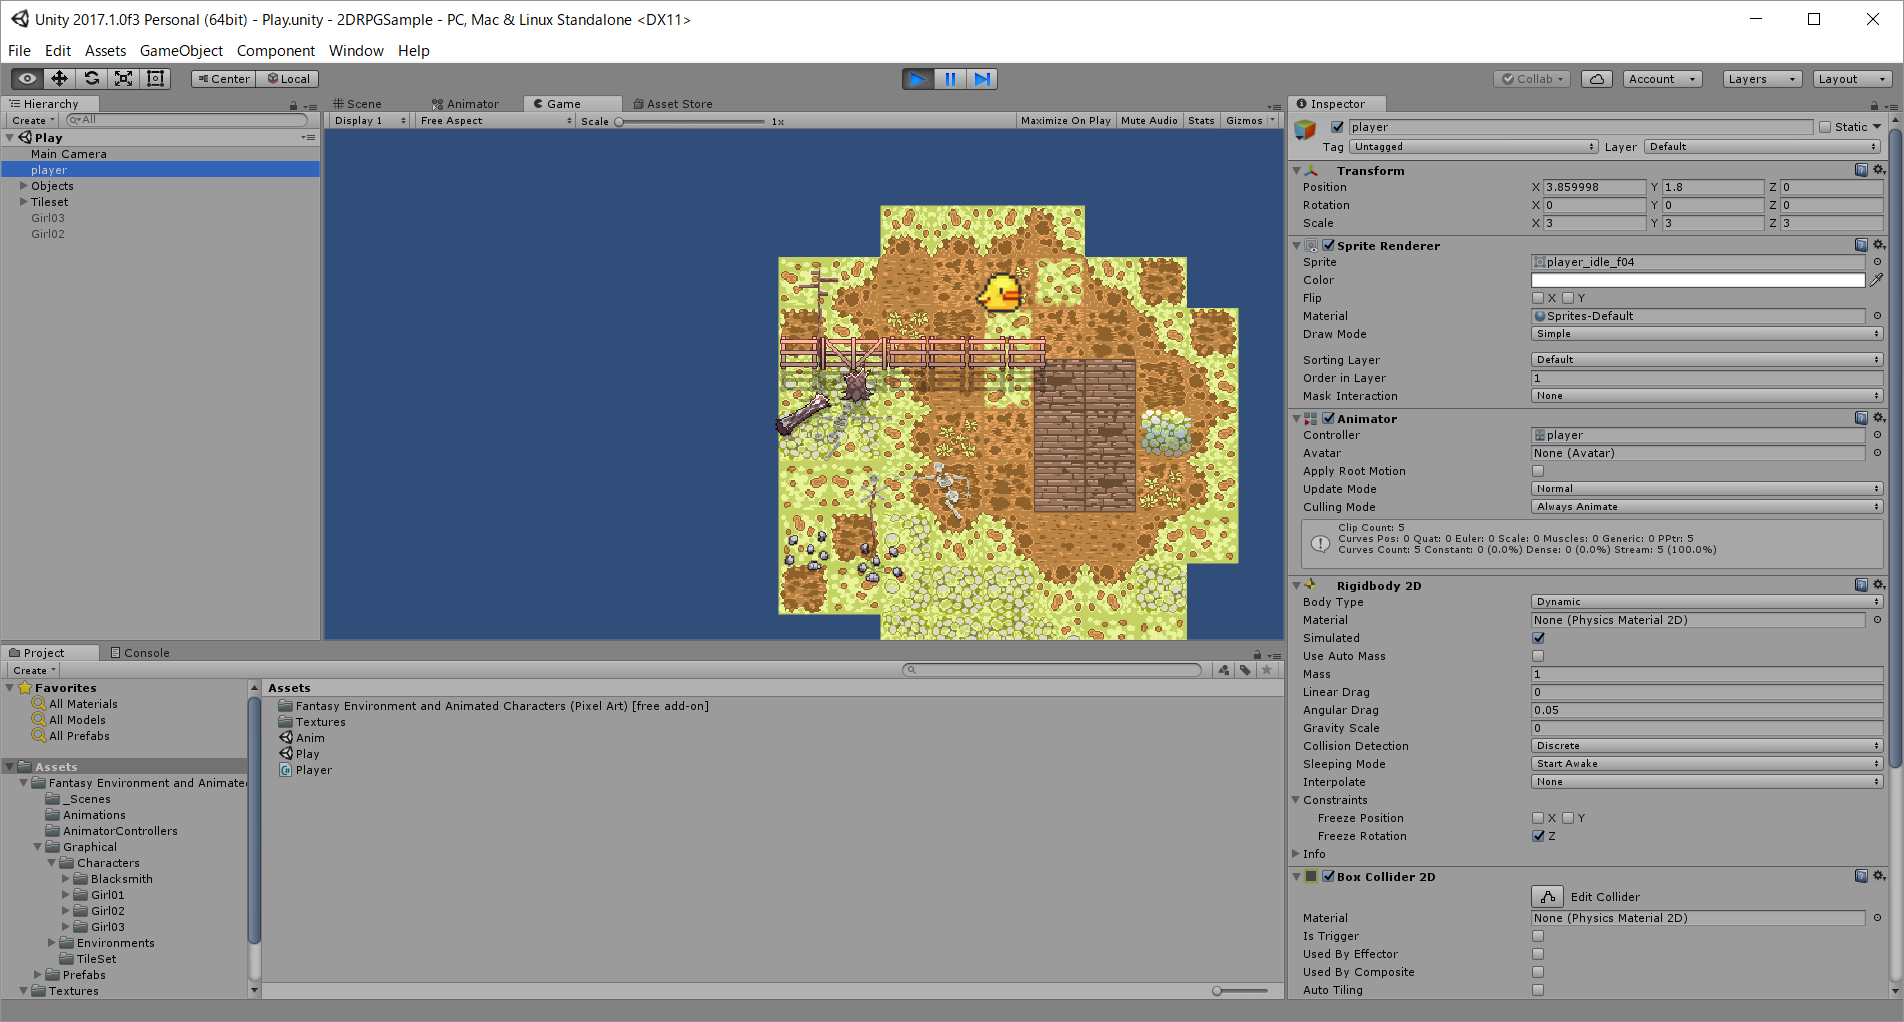 Unity 2017.1.0f3 Personal (64bit) - Play.unity - 2DRPGSample - PC, Mac & Linux Standalone <DX11>
File Edit Assets GameObject Component Window Help
Center Local Collab Account Layers Layout
Hierarchy
Create All
Play
Main Camera
player
Objects
Tileset
Girl03
Girl02
Scene Animator Game Asset Store
Display 1 Free Aspect Scale 1x Maximize On Play Mute Audio Stats Gizmos
Project Console
Create
Favorites
All Materials
All Models
All Prefabs
Assets
Fantasy Environment and Animate
_Scenes
Animations
AnimatorControllers
Graphical
Characters
Blacksmith
Girl01
Girl02
Girl03
Environments
TileSet
Prefabs
Textures
Assets
Fantasy Environment and Animated Characters (Pixel Art) [free add-on]
Textures
Anim
Play
Player
Inspector
player Static
Tag Untagged Layer Default
Transform
Position X 3.859998 Y 1.8 Z 0
Rotation X 0 Y 0 Z 0
Scale X 3 Y 3 Z 3
Sprite Renderer
Sprite player_idle_f04
Color
Flip X Y
Material Sprites-Default
Draw Mode Simple
Sorting Layer Default
Order in Layer 1
Mask Interaction None
Animator
Controller player
Avatar None (Avatar)
Apply Root Motion
Update Mode Normal
Culling Mode Always Animate
Clip Count: 5
Curves Pos: 0 Quat: 0 Euler: 0 Scale: 0 Muscles: 0 Generic: 0 PPtr: 5
Curves Count: 5 Constant: 0 (0.0%) Dense: 0 (0.0%) Stream: 5 (100.0%)
Rigidbody 2D
Body Type Dynamic
Material None (Physics Material 2D)
Simulated
Use Auto Mass
Mass 1
Linear Drag 0
Angular Drag 0.05
Gravity Scale 0
Collision Detection Discrete
Sleeping Mode Start Awake
Interpolate None
Constraints
Freeze Position X Y
Freeze Rotation Z
Info
Box Collider 2D
Edit Collider
Material None (Physics Material 2D)
Is Trigger
Used By Effector
Used By Composite
Auto Tiling